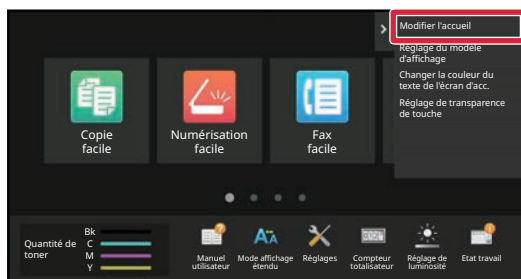 Modifier l'accueil
Réglage du modèle
d'affichage
Changer la couleur du
texte de l'écran d'acc.
Réglage de transparence
de touche
Copie
facile
Numérisation
facile
Fax
facile
Quantité de
toner
Bk
C
M
Y
Manuel
utilisateur
Mode affichage
étendu
Réglages
Compteur
totalisateur
Réglage de
luminosité
Etat travail